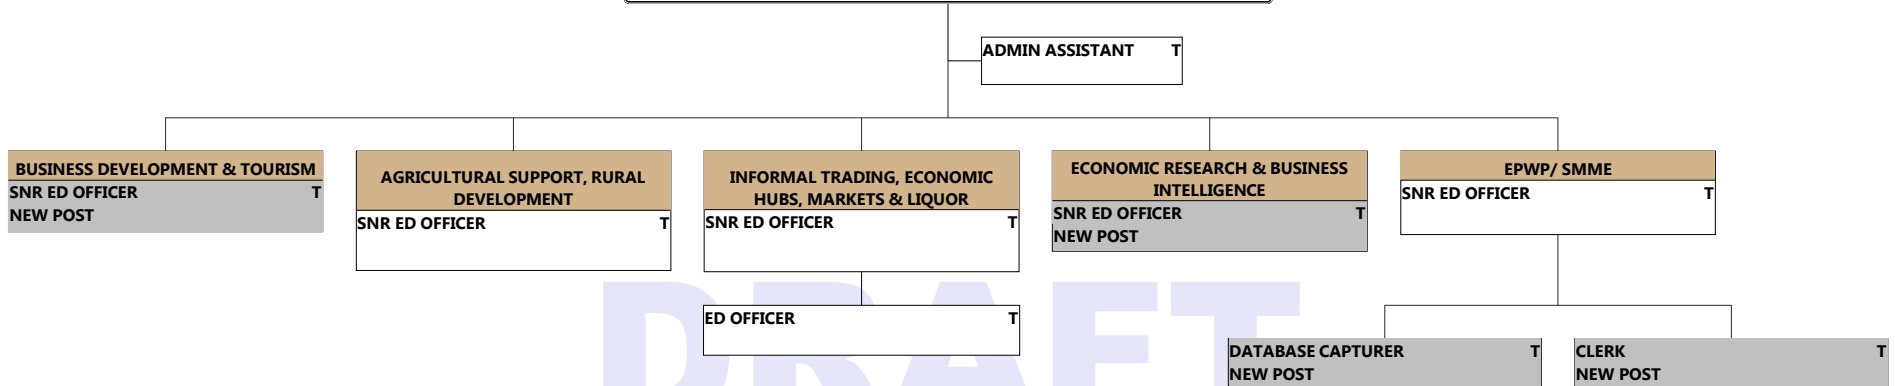 ADMIN ASSISTANT T
BUSINESS DEVELOPMENT & TOURISM
SNR ED OFFICER T
NEW POST
AGRICULTURAL SUPPORT, RURAL
DEVELOPMENT
SNR ED OFFICER T
INFORMAL TRADING, ECONOMIC
HUBS, MARKETS & LIQUOR
SNR ED OFFICER T
ED OFFICER T
ECONOMIC RESEARCH & BUSINESS
INTELLIGENCE
SNR ED OFFICER T
NEW POST
EPWP/ SMME
SNR ED OFFICER T
DATABASE CAPTURER T
NEW POST
CLERK T
NEW POST
DRAFT